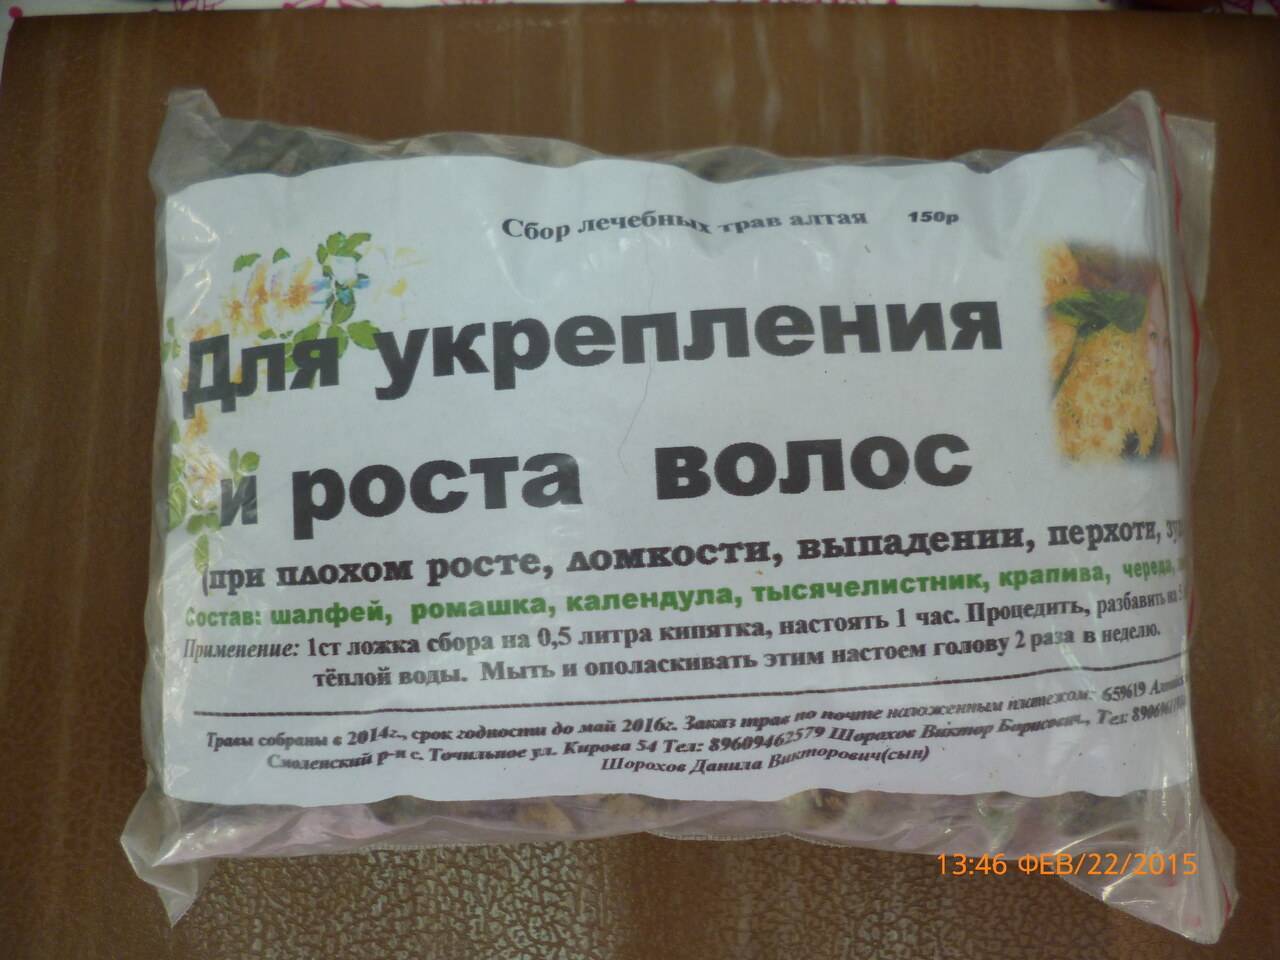 Сбор лечебных трав алтая 150р
Для укрепления
и роста волос
(при плохом росте, ломкости, выпадении, перхоти,
Состав: шалфей, ромашка, календула, тысячелистник, крапива, череда,
Применение: 1ст ложка сбора на 0,5 литра кипятка, настоять 1 час. Процедить, разбавить на 5
тёплой воды. Мыть и ополаскивать этим настоем голову 2 раза в неделю.
Травы собраны в 2014г., срок годности до май 2016г. Заказ трав по почте наложенным платежом:- 659619
Смоленский р-н с. Точильное ул. Кирова 54 Тел: 89609462579 Шорохов Виктор Борисович., Тел:
Шорохов Данила Викторович(сын)
13:46 ФЕВ/22/2015